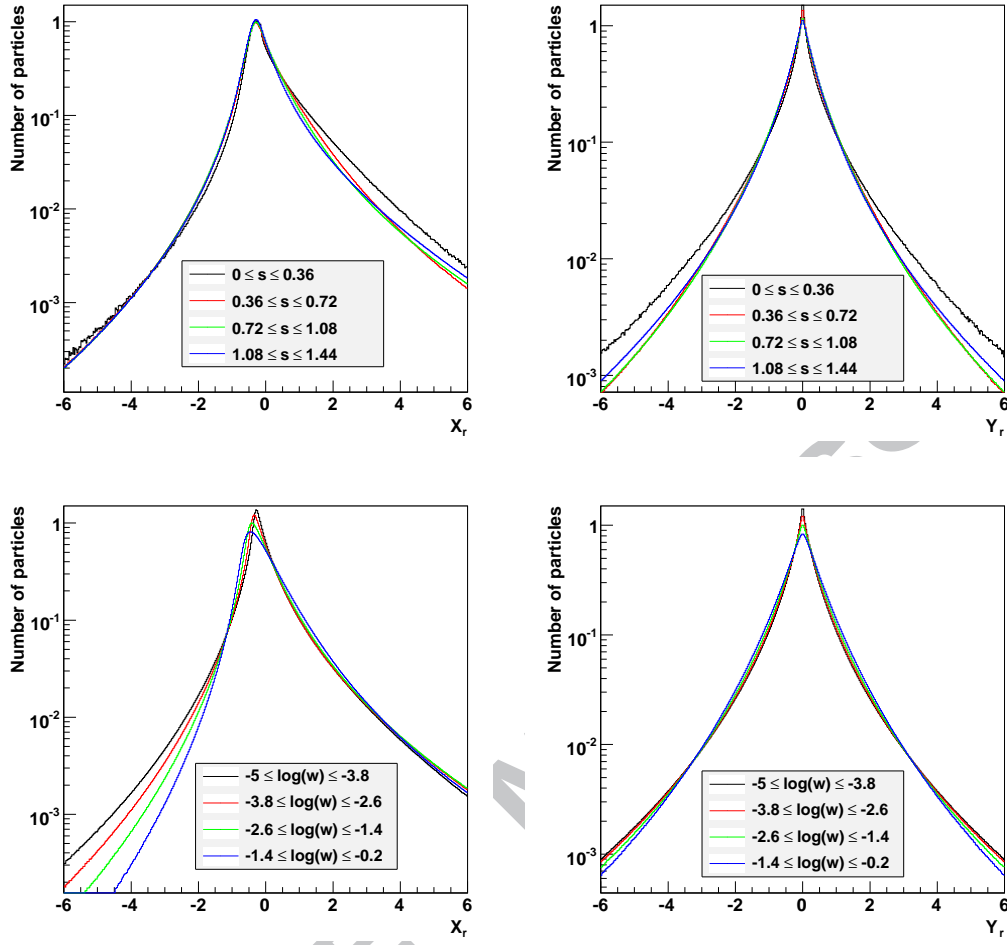 Number of particles
1
10^-1
10^-2
10^-3
0 ≤ s ≤ 0.36
0.36 ≤ s ≤ 0.72
0.72 ≤ s ≤ 1.08
1.08 ≤ s ≤ 1.44
-6 -4 -2 0 2 4 6
X_r
Number of particles
1
10^-1
10^-2
10^-3
0 ≤ s ≤ 0.36
0.36 ≤ s ≤ 0.72
0.72 ≤ s ≤ 1.08
1.08 ≤ s ≤ 1.44
-6 -4 -2 0 2 4 6
Y_r
Number of particles
1
10^-1
10^-2
10^-3
-5 ≤ log(w) ≤ -3.8
-3.8 ≤ log(w) ≤ -2.6
-2.6 ≤ log(w) ≤ -1.4
-1.4 ≤ log(w) ≤ -0.2
-6 -4 -2 0 2 4 6
X_r
Number of particles
1
10^-1
10^-2
10^-3
-5 ≤ log(w) ≤ -3.8
-3.8 ≤ log(w) ≤ -2.6
-2.6 ≤ log(w) ≤ -1.4
-1.4 ≤ log(w) ≤ -0.2
-6 -4 -2 0 2 4 6
Y_r